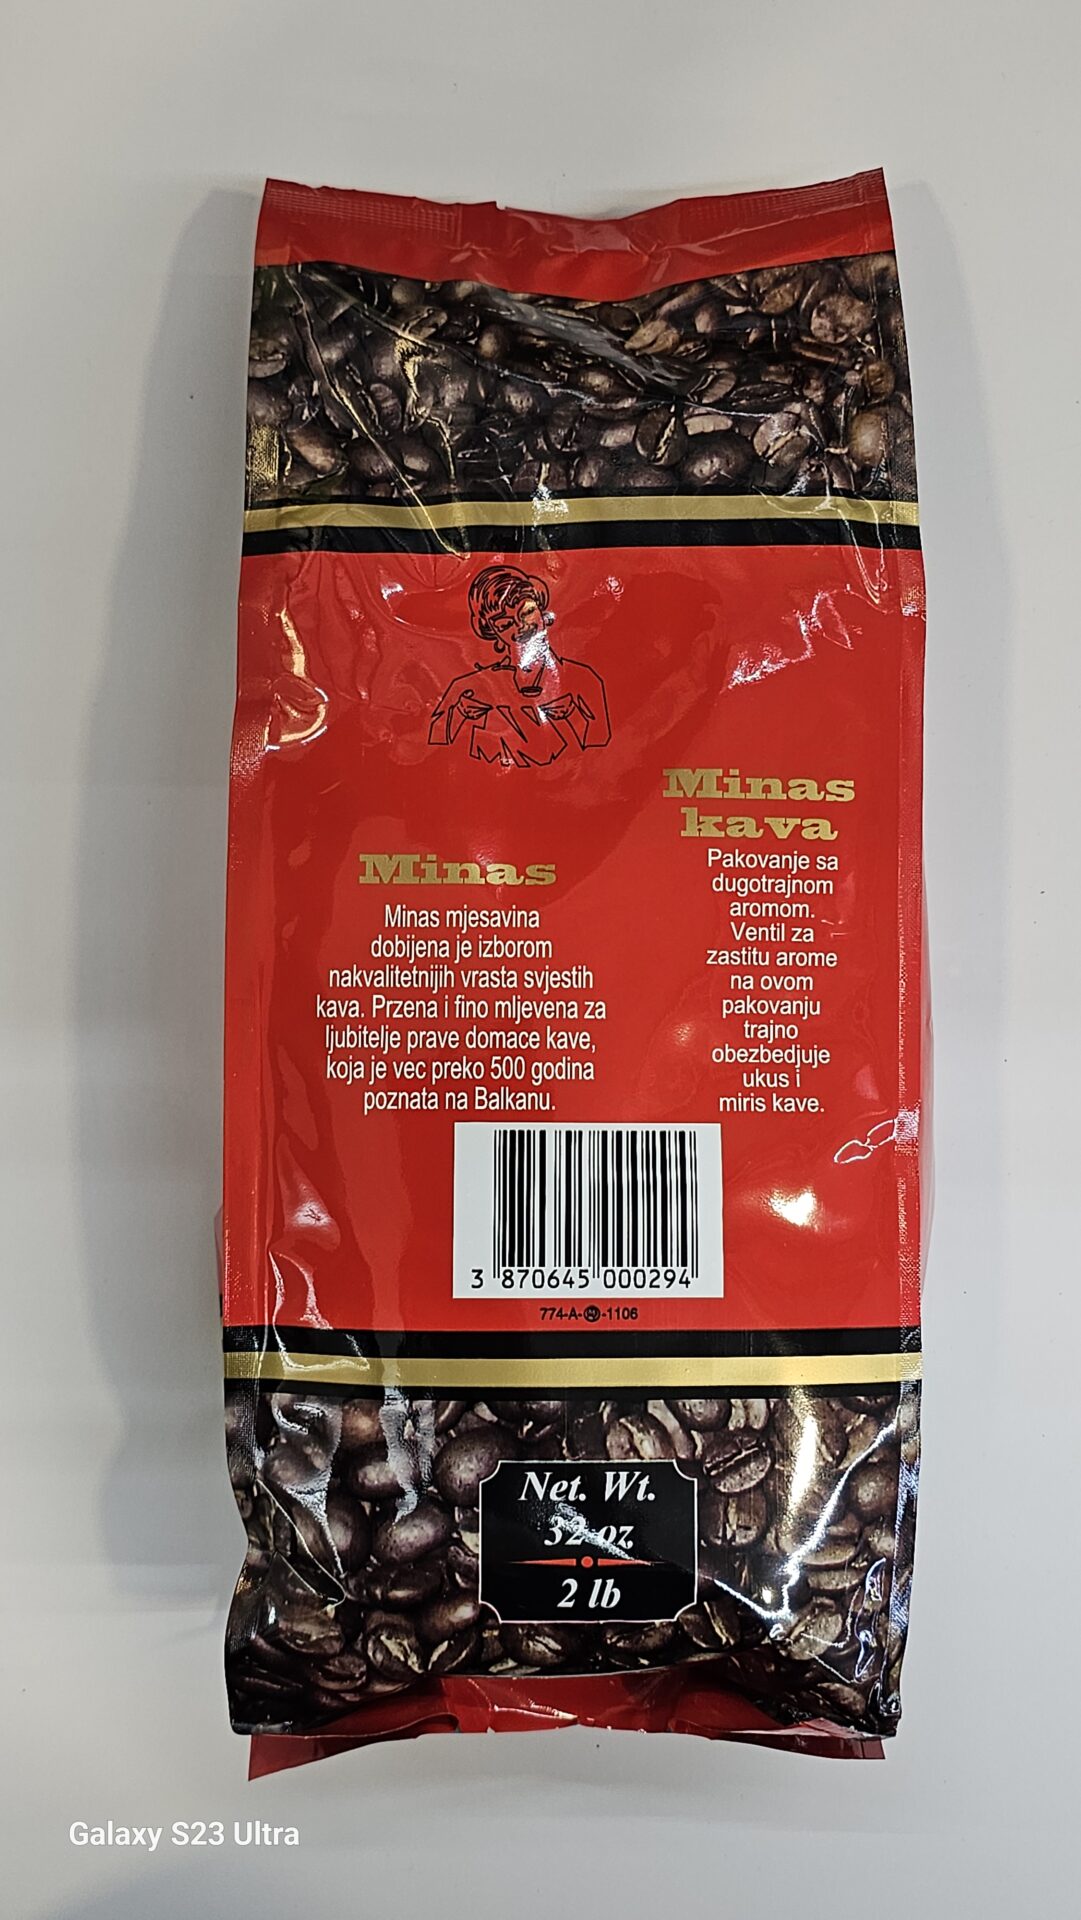 Minas
Minas mjesavina
dobijena je izborom
nakvalitetnijih vrasta svjestih
kava. Przena i fino mljevena za
ljubitelje prave domace kave,
koja je vec preko 500 godina
poznata na Balkanu.
Minas
kava
Pakovanje sa
dugotrajnom
aromom.
Ventil za
zastitu arome
na ovom
pakovanju
trajno
obezbedjuje
ukus i
miris kave.
3 870645 000294
774-A-M-1106
Net. Wt.
32 oz
2 lb
Galaxy S23 Ultra